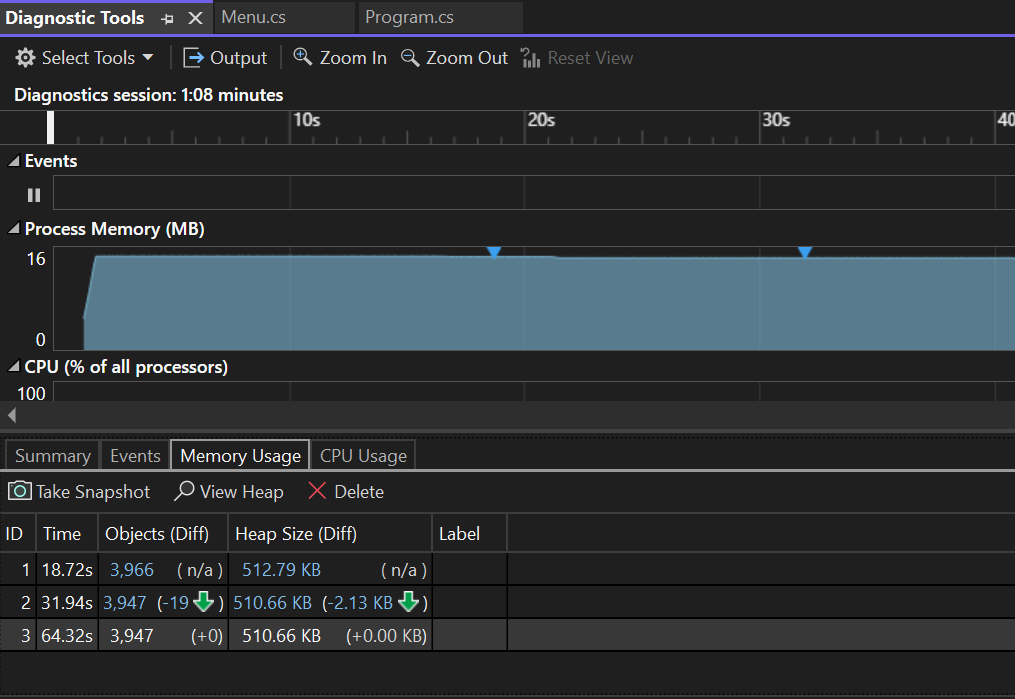 Diagnostic Tools Menu.cs Program.cs
Select Tools Output Zoom In Zoom Out Reset View
Diagnostics session: 1:08 minutes
10s 20s 30s 40
Events
Process Memory (MB)
16
0
CPU (% of all processors)
100
Summary Events Memory Usage CPU Usage
Take Snapshot View Heap Delete
ID Time Objects (Diff) Heap Size (Diff) Label
1 18.72s 3,966 (n/a) 512.79 KB (n/a)
2 31.94s 3,947 (-19) 510.66 KB (-2.13 KB)
3 64.32s 3,947 (+0) 510.66 KB (+0.00 KB)